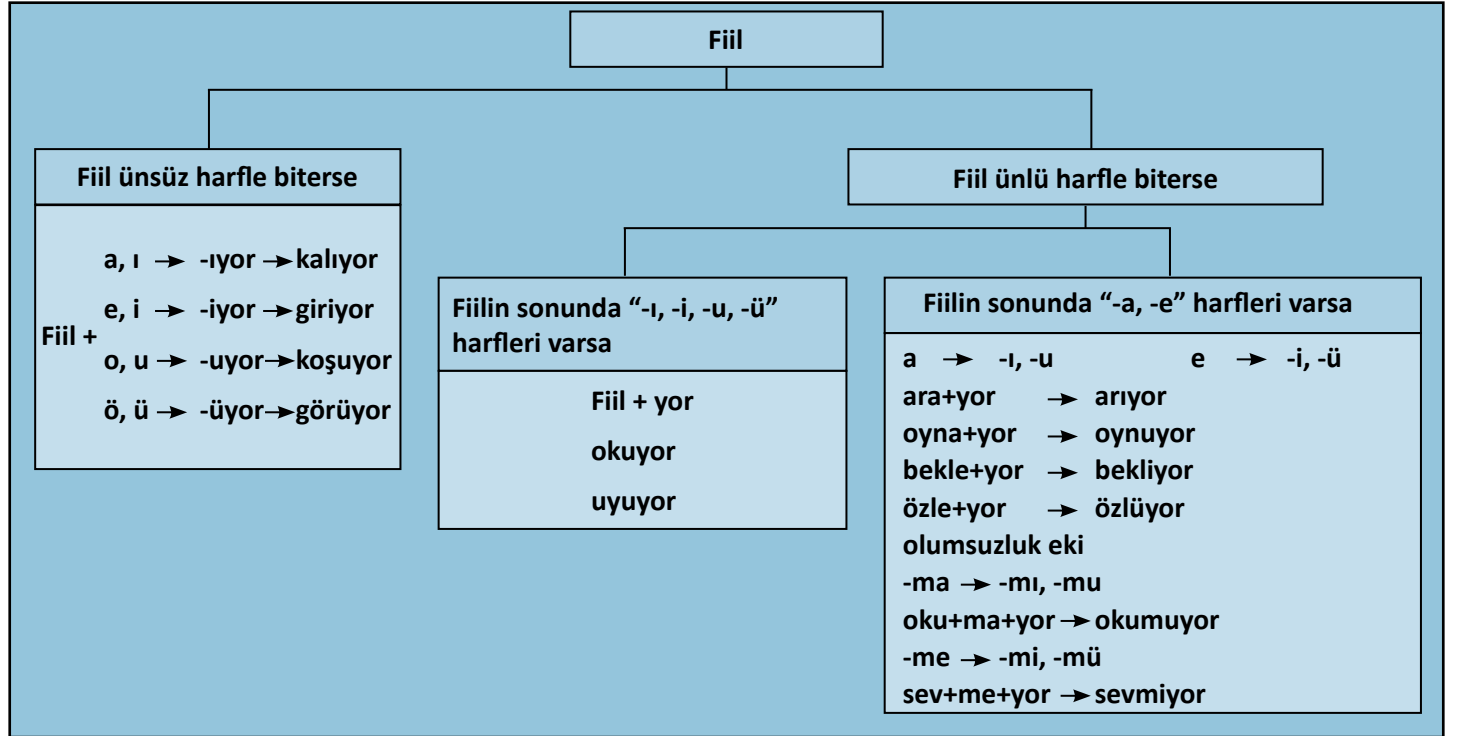 Fiil
Fiil ünsüz harfle biterse
Fiil +
a, ı → -ıyor → kalıyor
e, i → -iyor → giriyor
o, u → -uyor → koşuyor
ö, ü → -üyor → görüyor
Fiil ünlü harfle biterse
Fiilin sonunda “-ı, -i, -u, -ü”
harfleri varsa
Fiil + yor
okuyor
uyuyor
Fiilin sonunda “-a, -e” harfleri varsa
a → -ı, -u e → -i, -ü
ara+yor → arıyor
oyna+yor → oynuyor
bekle+yor → bekliyor
özle+yor → özlüyor
olumsuzluk eki
-ma → -mı, -mu
oku+ma+yor → okumuyor
-me → -mi, -mü
sev+me+yor → sevmiyor